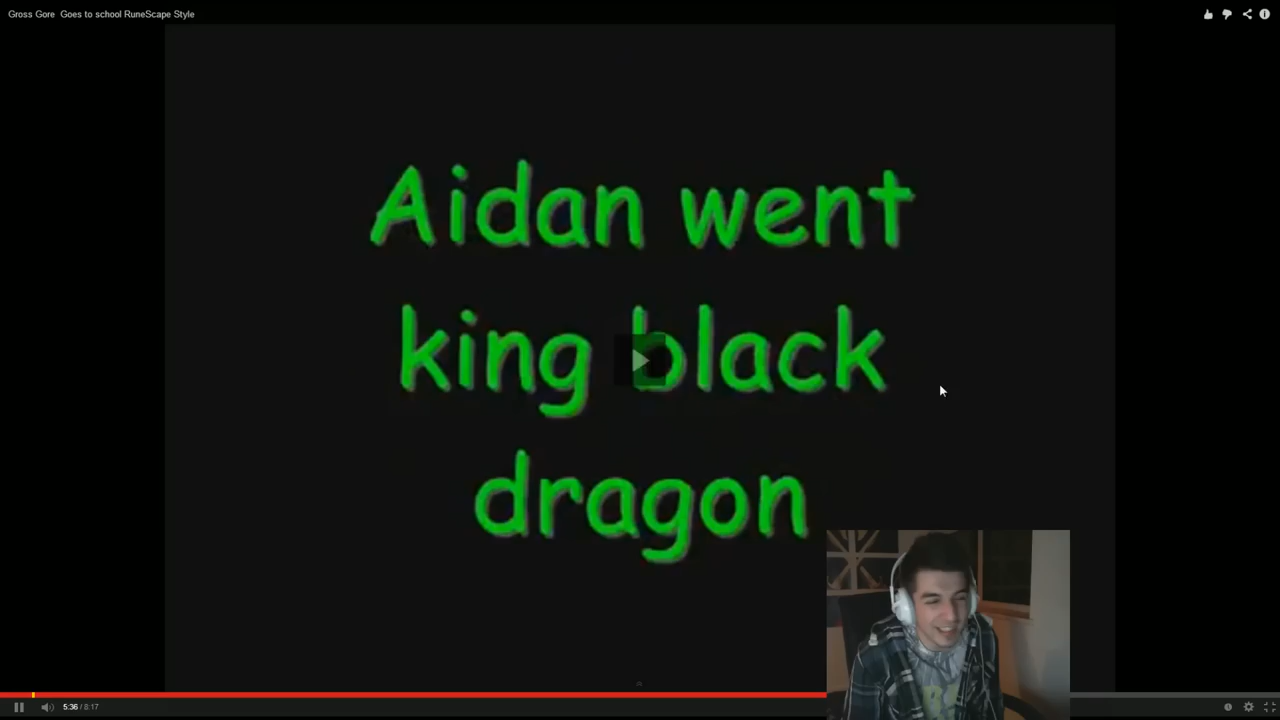 Gross Gore  Goes to school RuneScape Style
Aidan went
king black
dragon
5:36 / 8:17